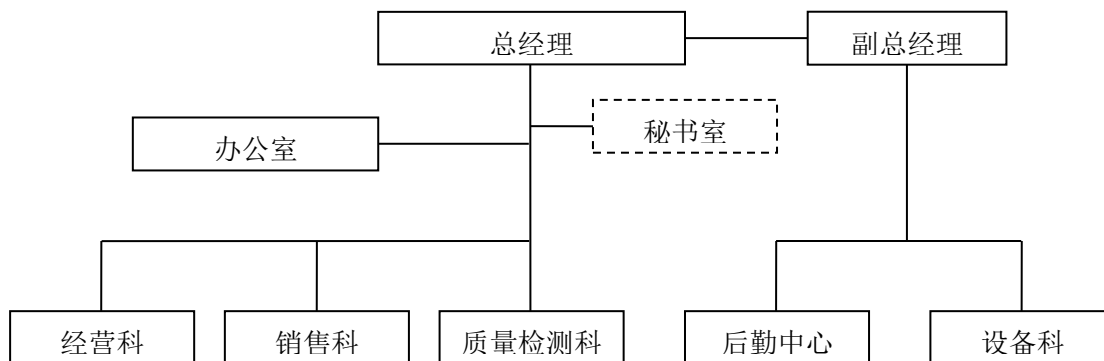 总经理
副总经理
秘书室
办公室
经营科
销售科
质量检测科
后勤中心
设备科